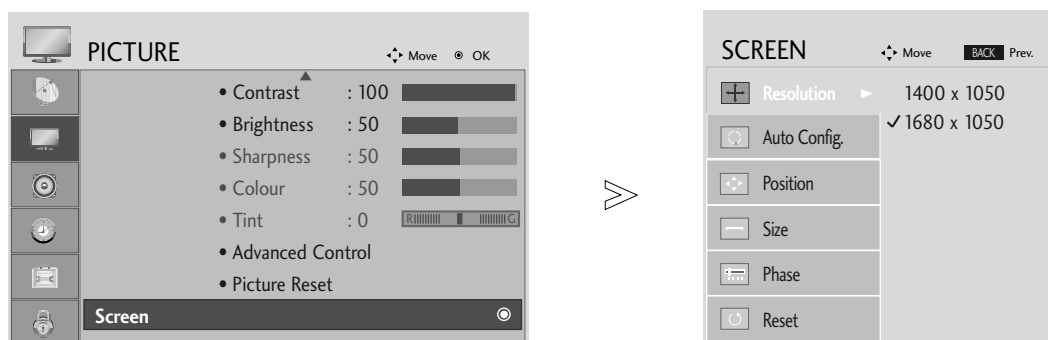 PICTURE
Move OK
• Contrast : 100
• Brightness : 50
• Sharpness : 50
• Colour : 50
• Tint : 0 R G
• Advanced Control
• Picture Reset
Screen
SCREEN
Move BACK Prev.
Resolution 1400 x 1050
✓ 1680 x 1050
Auto Config.
Position
Size
Phase
Reset